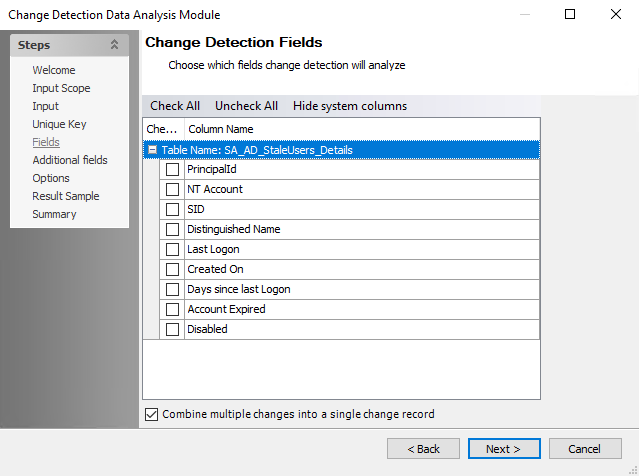 Change Detection Data Analysis Module
Steps
Welcome
Input Scope
Input
Unique Key
Fields
Additional fields
Options
Result Sample
Summary
Change Detection Fields
Choose which fields change detection will analyze
Check All Uncheck All Hide system columns
Che... Column Name
Table Name: SA_AD_StaleUsers_Details
PrincipalId
NT Account
SID
Distinguished Name
Last Logon
Created On
Days since last Logon
Account Expired
Disabled
Combine multiple changes into a single change record
< Back Next > Cancel